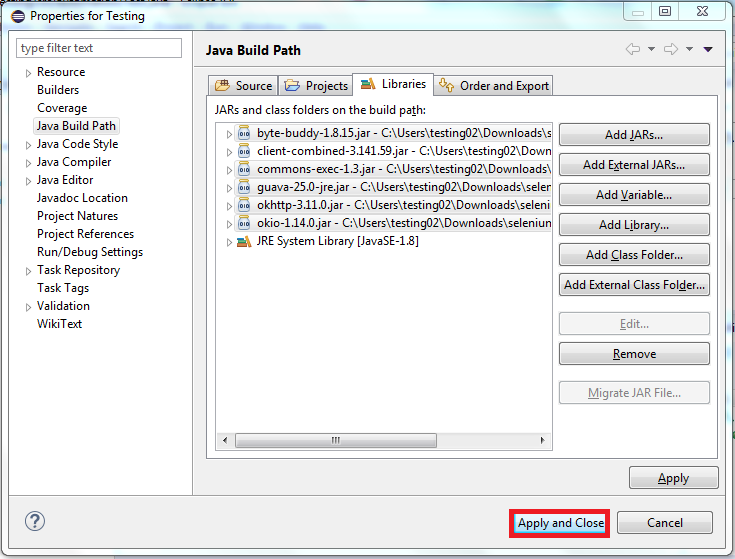 Properties for Testing
type filter text
Resource
Builders
Coverage
Java Build Path
Java Code Style
Java Compiler
Java Editor
Javadoc Location
Project Natures
Project References
Run/Debug Settings
Task Repository
Task Tags
Validation
WikiText
Java Build Path
Source
Projects
Libraries
Order and Export
JARs and class folders on the build path:
byte-buddy-1.8.15.jar - C:\Users\testing02\Downloads\s
client-combined-3.141.59.jar - C:\Users\testing02\Down
commons-exec-1.3.jar - C:\Users\testing02\Downloads\
guava-25.0-jre.jar - C:\Users\testing02\Downloads\selen
okhttp-3.11.0.jar - C:\Users\testing02\Downloads\seleni
okio-1.14.0.jar - C:\Users\testing02\Downloads\selenium
JRE System Library [JavaSE-1.8]
Add JARs...
Add External JARs...
Add Variable...
Add Library...
Add Class Folder...
Add External Class Folder...
Edit...
Remove
Migrate JAR File...
Apply
Apply and Close
Cancel